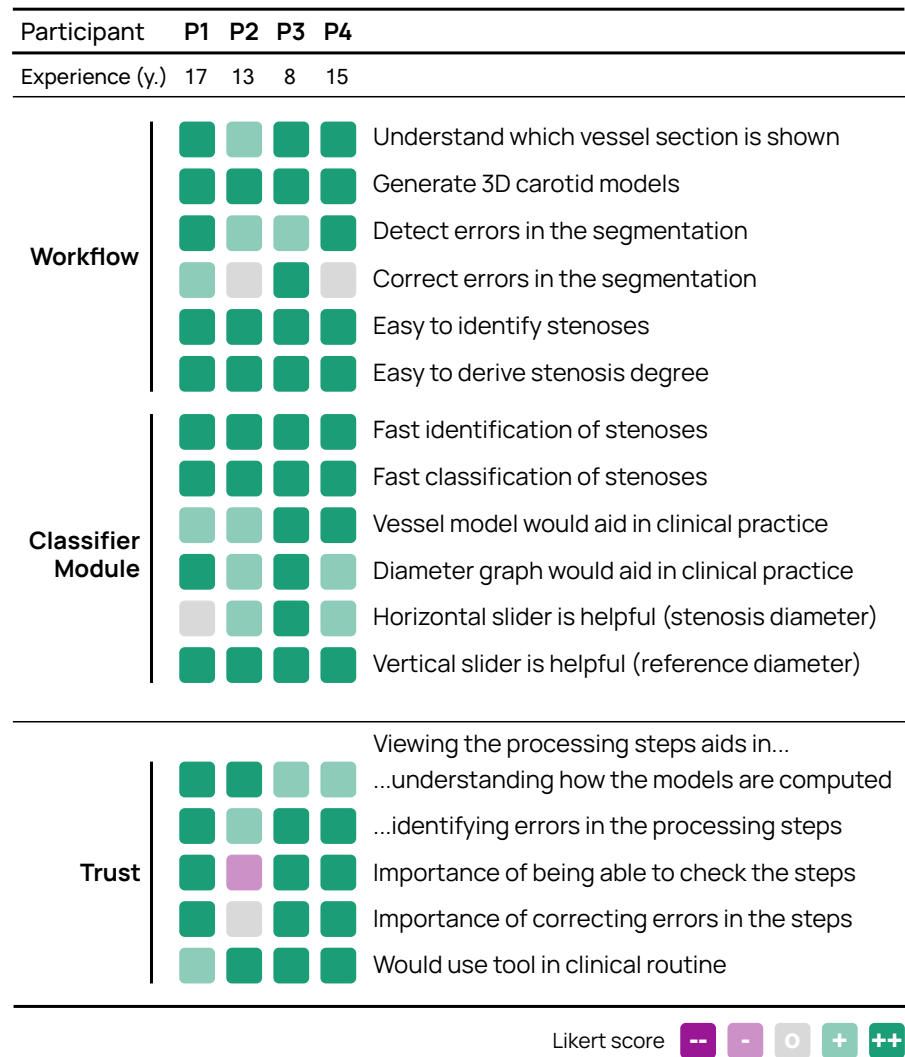 Participant P1 P2 P3 P4
Experience (y.) 17 13 8 15
Workflow
Understand which vessel section is shown
Generate 3D carotid models
Detect errors in the segmentation
Correct errors in the segmentation
Easy to identify stenoses
Easy to derive stenosis degree
Classifier
Module
Fast identification of stenoses
Fast classification of stenoses
Vessel model would aid in clinical practice
Diameter graph would aid in clinical practice
Horizontal slider is helpful (stenosis diameter)
Vertical slider is helpful (reference diameter)
Trust
Viewing the processing steps aids in...
...understanding how the models are computed
...identifying errors in the processing steps
Importance of being able to check the steps
Importance of correcting errors in the steps
Would use tool in clinical routine
Likert score -- - o + ++